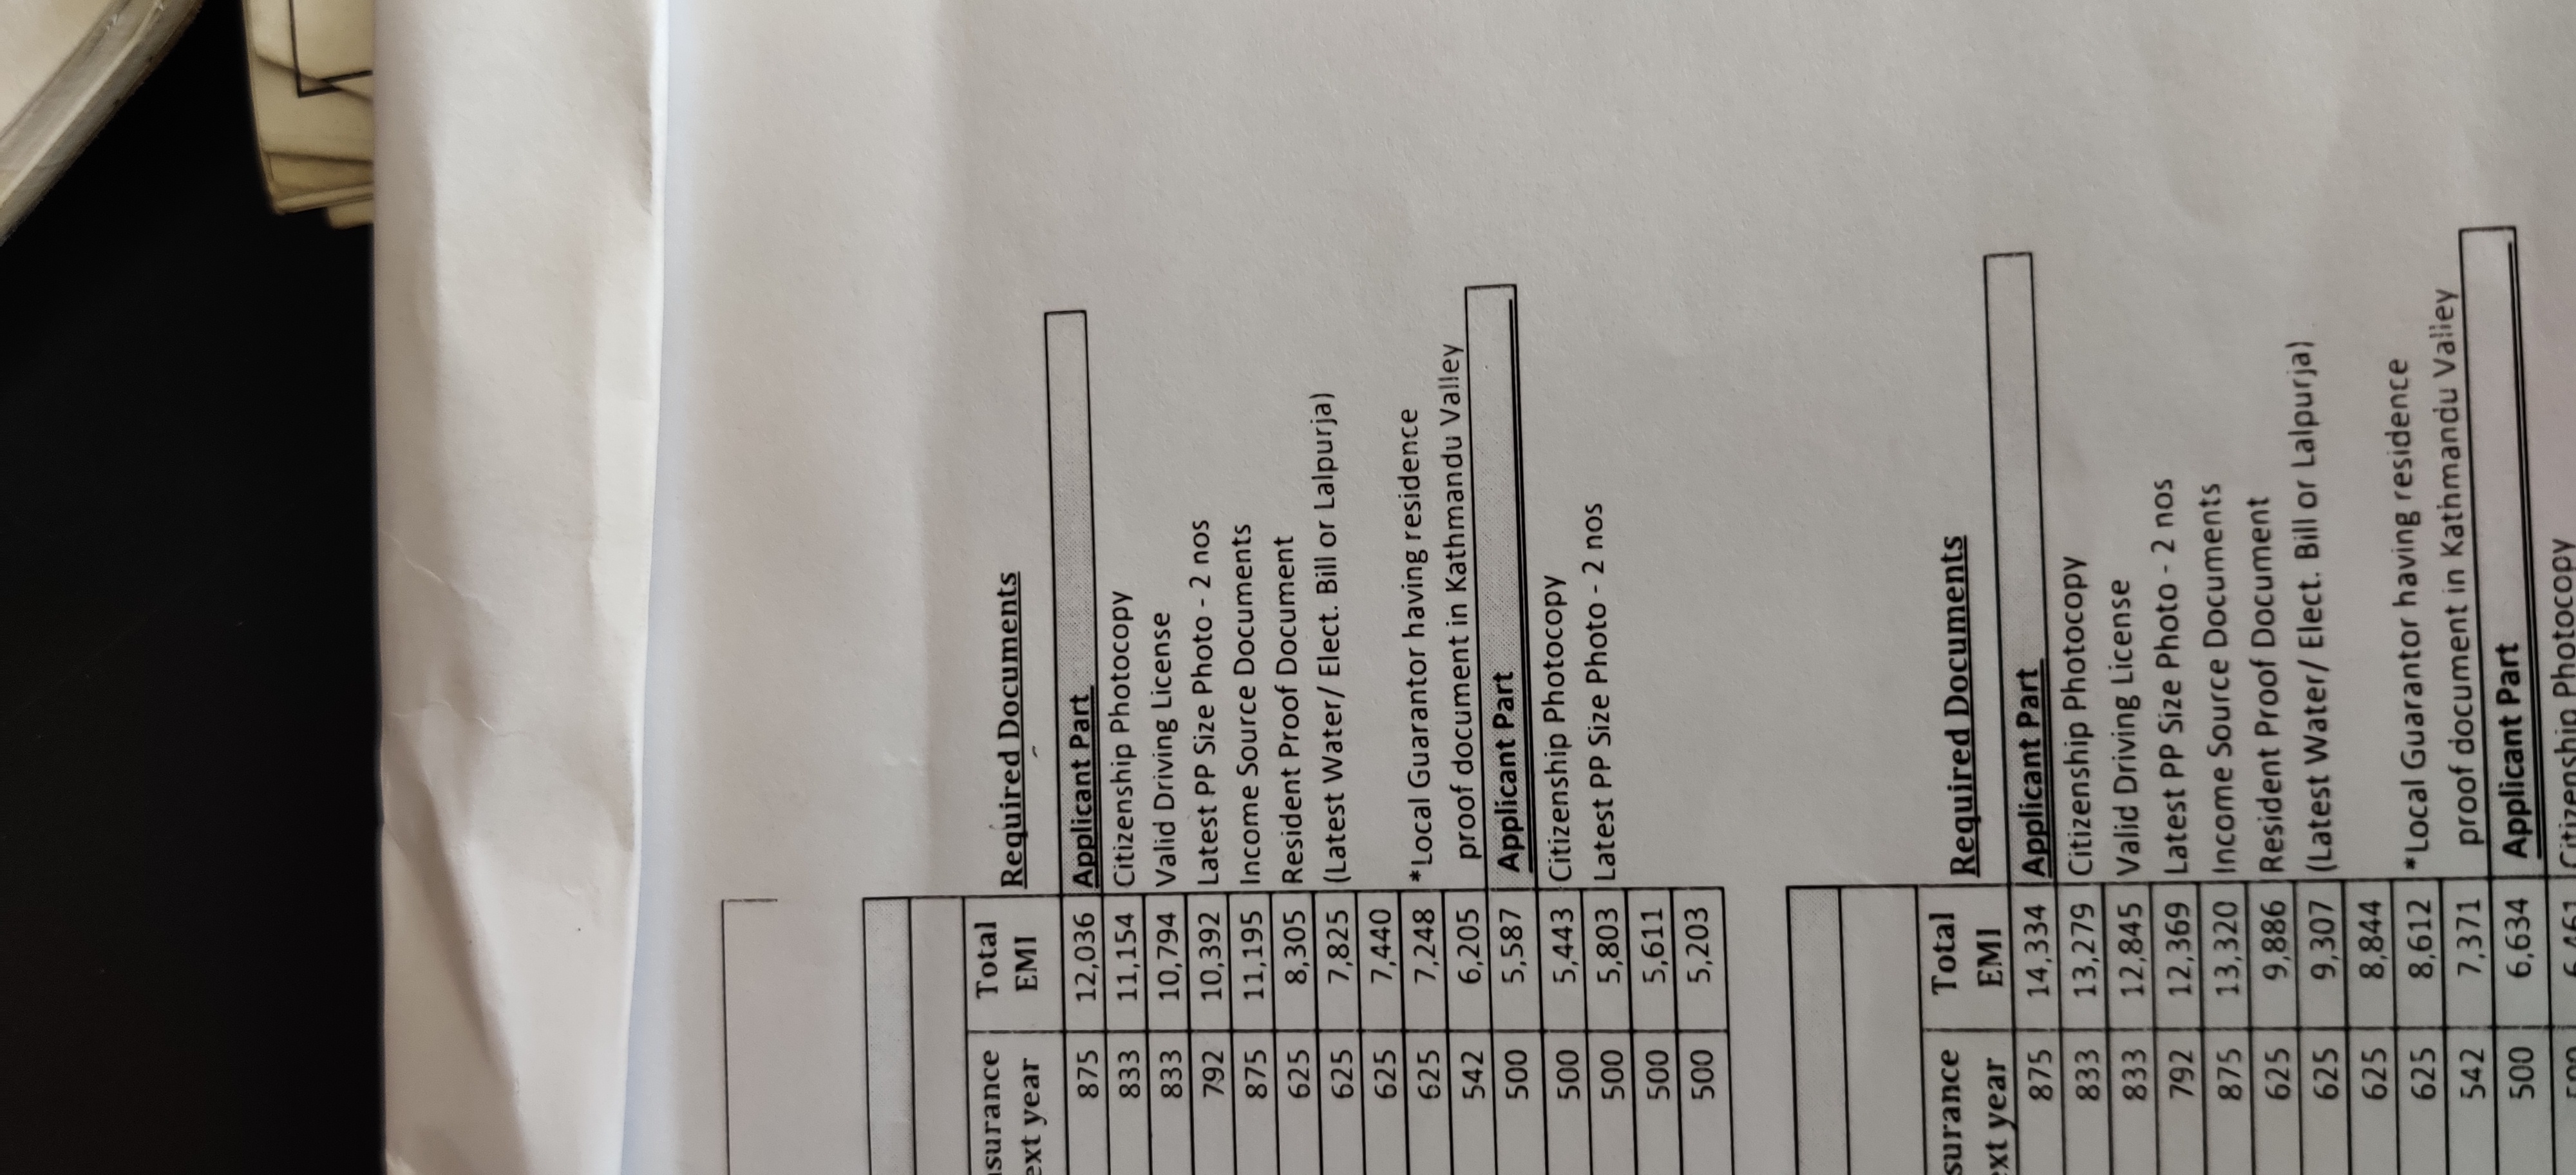 surance Total
ext year EMI Required Documents
875 12,036 Applicant Part
833 11,154 Citizenship Photocopy
833 10,794 Valid Driving License
792 10,392 Latest PP Size Photo - 2 nos
875 11,195 Income Source Documents
625 8,305 Resident Proof Document
625 7,825 (Latest Water/ Elect. Bill or Lalpurja)
625 7,440
625 7,248 *Local Guarantor having residence
542 6,205 proof document in Kathmandu Valley
500 5,587 Applicant Part
500 5,443 Citizenship Photocopy
500 5,803 Latest PP Size Photo - 2 nos
500 5,611
500 5,203
surance Total
ext year EMI Required Documents
875 14,334 Applicant Part
833 13,279 Citizenship Photocopy
833 12,845 Valid Driving License
792 12,369 Latest PP Size Photo - 2 nos
875 13,320 Income Source Documents
625 9,886 Resident Proof Document
625 9,307 (Latest Water/ Elect. Bill or Lalpurja)
625 8,844
625 8,612 *Local Guarantor having residence
542 7,371 proof document in Kathmandu Valley
500 6,634 Applicant Part
500 6,461 Citizenship Photocopy